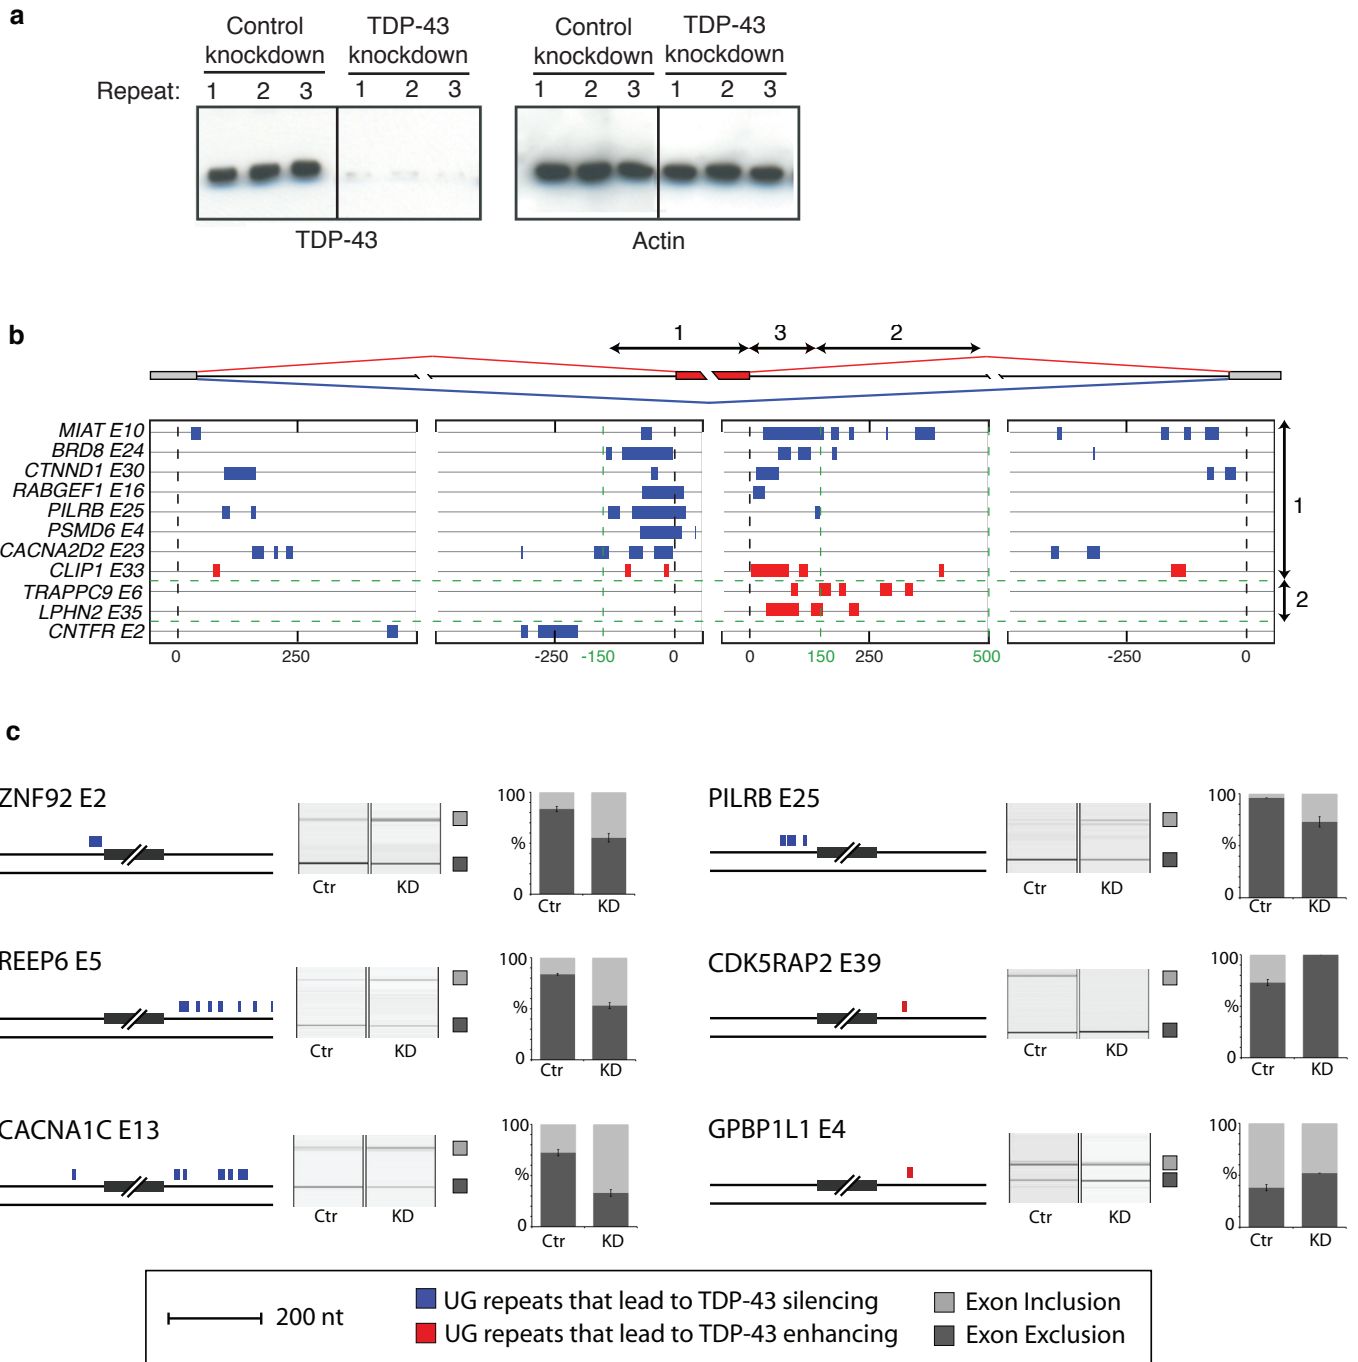 a
Control knockdown
TDP-43 knockdown
Control knockdown
TDP-43 knockdown
Repeat: 1 2 3 1 2 3 1 2 3 1 2 3
TDP-43
Actin
b
1 3 2
MIAT E10
BRD8 E24
CTNND1 E30
RABGEF1 E16
PILRB E25
PSMD6 E4
CACNA2D2 E23
CLIP1 E33
TRAPPC9 E6
LPHN2 E35
CNTFR E2
1
2
0 250 -250 -150 0 0 150 250 500 -250 0
c
ZNF92 E2
Ctr KD
100
%
0
Ctr KD
PILRB E25
Ctr KD
100
%
0
Ctr KD
REEP6 E5
Ctr KD
100
%
0
Ctr KD
CDK5RAP2 E39
Ctr KD
100
%
0
Ctr KD
CACNA1C E13
Ctr KD
100
%
0
Ctr KD
GPBP1L1 E4
Ctr KD
100
%
0
Ctr KD
200 nt
UG repeats that lead to TDP-43 silencing
UG repeats that lead to TDP-43 enhancing
Exon Inclusion
Exon Exclusion